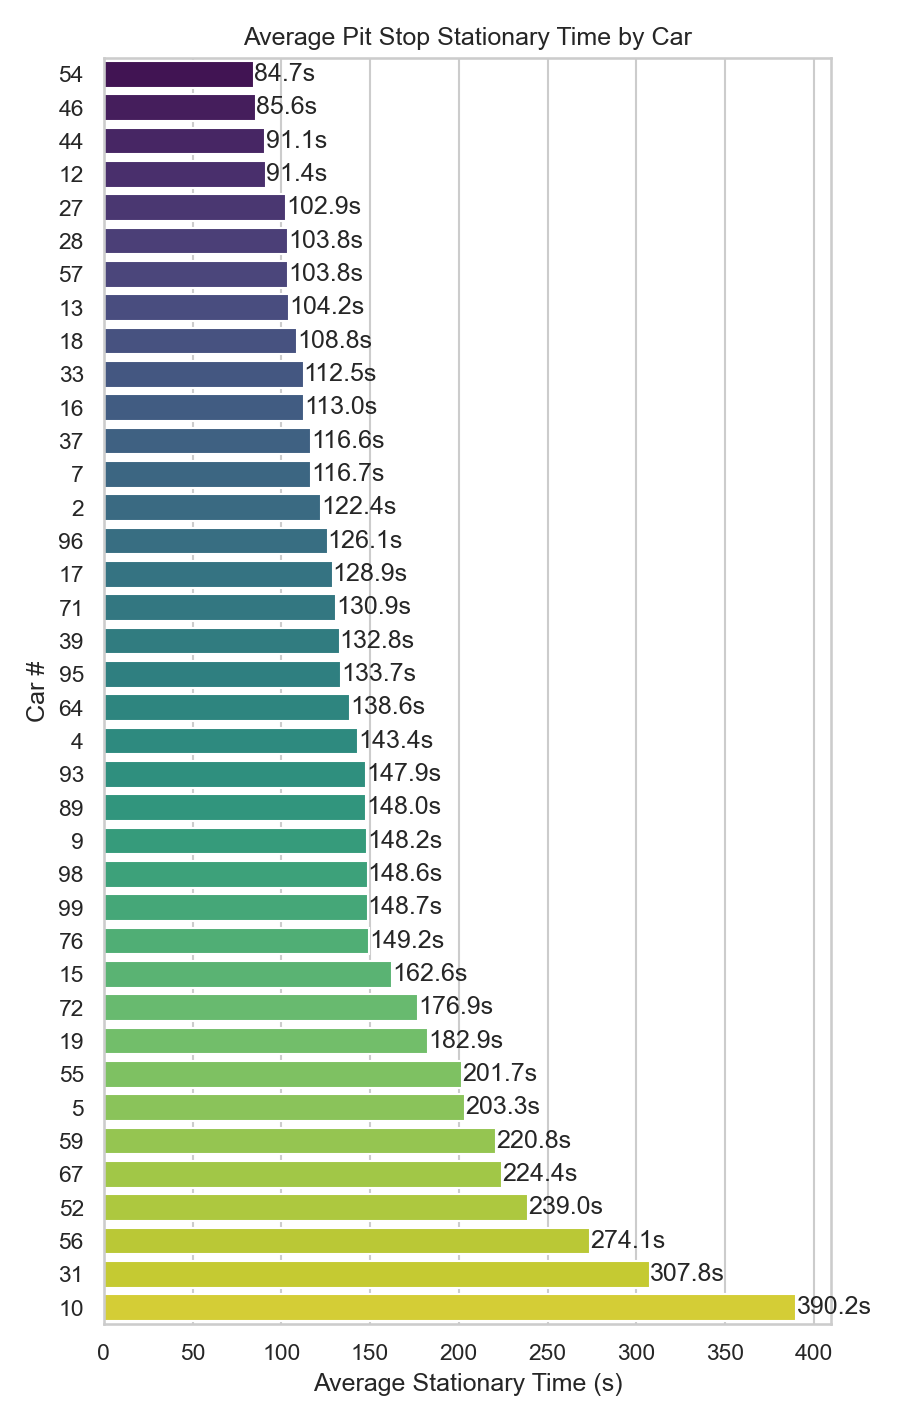 Average Pit Stop Stationary Time by Car
54 84.7s
46 85.6s
44 91.1s
12 91.4s
27 102.9s
28 103.8s
57 103.8s
13 104.2s
18 108.8s
33 112.5s
16 113.0s
37 116.6s
7 116.7s
2 122.4s
96 126.1s
17 128.9s
71 130.9s
39 132.8s
95 133.7s
64 138.6s
4 143.4s
93 147.9s
89 148.0s
9 148.2s
98 148.6s
99 148.7s
76 149.2s
15 162.6s
72 176.9s
19 182.9s
55 201.7s
5 203.3s
59 220.8s
67 224.4s
52 239.0s
56 274.1s
31 307.8s
10 390.2s
Car #
0 50 100 150 200 250 300 350 400
Average Stationary Time (s)